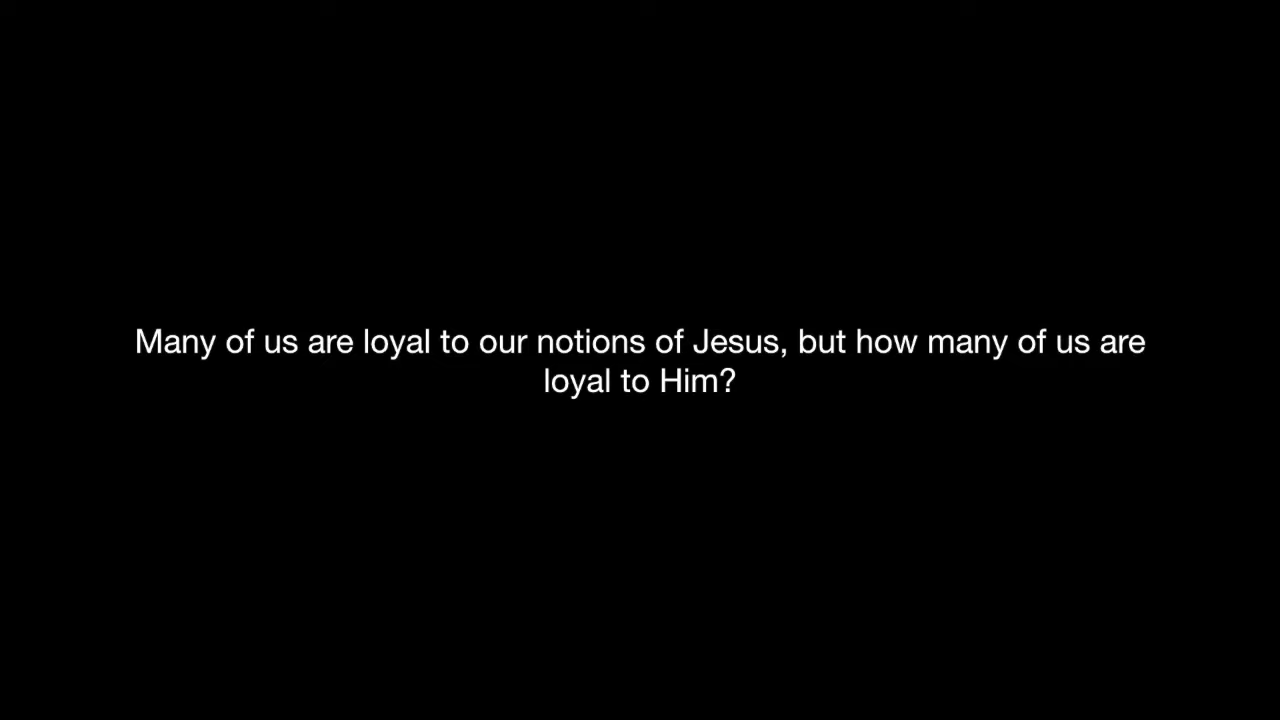 Many of us are loyal to our notions of Jesus, but how many of us are
loyal to Him?